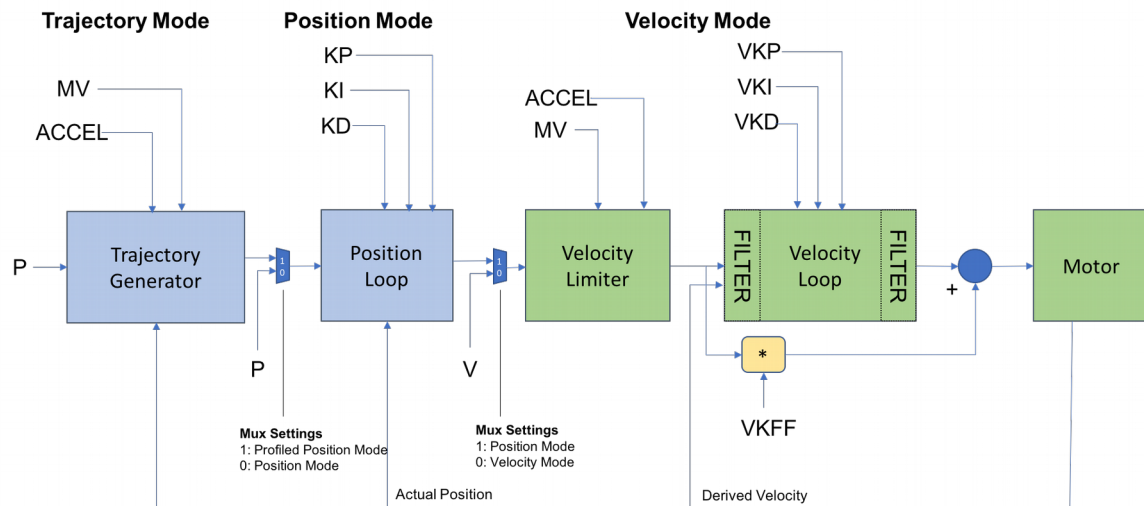 Trajectory Mode
Position Mode
Velocity Mode
MV
ACCEL
KP
KI
KD
ACCEL
MV
VKP
VKI
VKD
P
Trajectory
Generator
1
0
P
Position
Loop
1
0
V
Velocity
Limiter
FILTER
Velocity
Loop
FILTER
+
Motor
*
VKFF
Mux Settings
1: Profiled Position Mode
0: Position Mode
Mux Settings
1: Position Mode
0: Velocity Mode
Actual Position
Derived Velocity